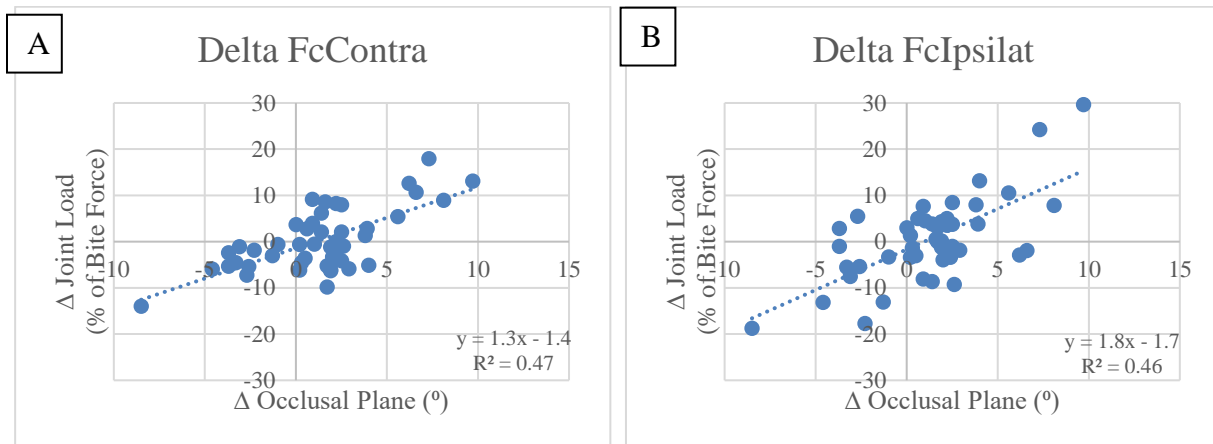 A
Delta FcContra
Δ Joint Load
(% of Bite Force)
30
20
10
0
-10
-20
-30
-10
-5
0
5
10
15
y = 1.3x - 1.4
R² = 0.47
Δ Occlusal Plane (º)
B
Delta FcIpsilat
Δ Joint Load
(% of Bite Force)
30
20
10
0
-10
-20
-30
-10
-5
0
5
10
15
y = 1.8x - 1.7
R² = 0.46
Δ Occlusal Plane (º)